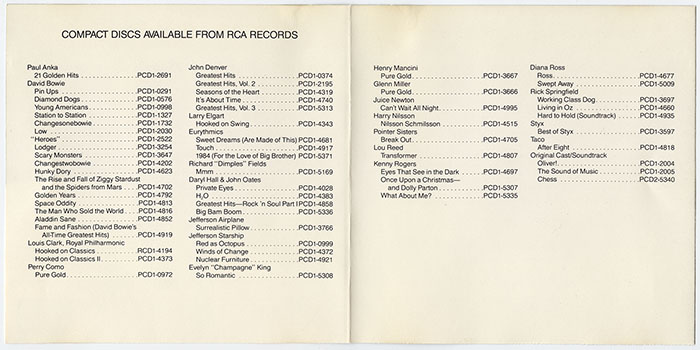 COMPACT DISCS AVAILABLE FROM RCA RECORDS
Paul Anka
21 Golden Hits ............PCD1-2691
David Bowie
Pin Ups ............PCD1-0291
Diamond Dogs ............PCD1-0576
Young Americans ............PCD1-0998
Station to Station ............PCD1-1327
Changesonebowie ............PCD1-1732
Low ............PCD1-2030
"Heroes" ............PCD1-2522
Lodger ............PCD1-3254
Scary Monsters ............PCD1-3647
Changestwobowie ............PCD1-4202
Hunky Dory ............PCD1-4623
The Rise and Fall of Ziggy Stardust
and the Spiders from Mars ....PCD1-4702
Golden Years ............PCD1-4792
Space Oddity ............PCD1-4813
The Man Who Sold the World ....PCD1-4816
Aladdin Sane ............PCD1-4852
Fame and Fashion (David Bowie's
All-Time Greatest Hits) ............PCD1-4919
Louis Clark, Royal Philharmonic
Hooked on Classics ............RCD1-4194
Hooked on Classics II ............PCD1-4373
Perry Como
Pure Gold ............PCD1-0972
John Denver
Greatest Hits ............PCD1-0374
Greatest Hits, Vol. 2 ............PCD1-2195
Seasons of the Heart ............PCD1-4319
It's About Time ............PCD1-4740
Greatest Hits, Vol. 3 ............PCD1-5313
Larry Elgart
Hooked on Swing ............PCD1-4343
Eurythmics
Sweet Dreams (Are Made of This) PCD1-4681
Touch ............PCD1-4917
1984 (For the Love of Big Brother) PCD1-5371
Richard "Dimples" Fields
Mmm ............PCD1-5169
Daryl Hall & John Oates
Private Eyes ............PCD1-4028
H₂O ............PCD1-4383
Greatest Hits—Rock 'n Soul Part I PCD1-4858
Big Bam Boom ............PCD1-5336
Jefferson Airplane
Surrealistic Pillow ............PCD1-3766
Jefferson Starship
Red as Octopus ............PCD1-0999
Winds of Change ............PCD1-4372
Nuclear Furniture ............PCD1-4921
Evelyn "Champagne" King
So Romantic ............PCD1-5308
Henry Mancini
Pure Gold ............PCD1-3667
Glenn Miller
Pure Gold ............PCD1-3666
Juice Newton
Can't Wait All Night ............PCD1-4995
Harry Nilsson
Nilsson Schmilsson ............PCD1-4515
Pointer Sisters
Break Out ............PCD1-4705
Lou Reed
Transformer ............PCD1-4807
Kenny Rogers
Eyes That See in the Dark ............PCD1-4697
Once Upon a Christmas—
and Dolly Parton ............PCD1-5307
What About Me? ............PCD1-5335
Diana Ross
Ross ............PCD1-4677
Swept Away ............PCD1-5009
Rick Springfield
Working Class Dog ............PCD1-3697
Living in Oz ............PCD1-4660
Hard to Hold (Soundtrack) ............PCD1-4935
Styx
Best of Styx ............PCD1-3597
Taco
After Eight ............PCD1-4818
Original Cast/Soundtrack
Oliver! ............PCD1-2004
The Sound of Music ............PCD1-2005
Chess ............PCD2-5340